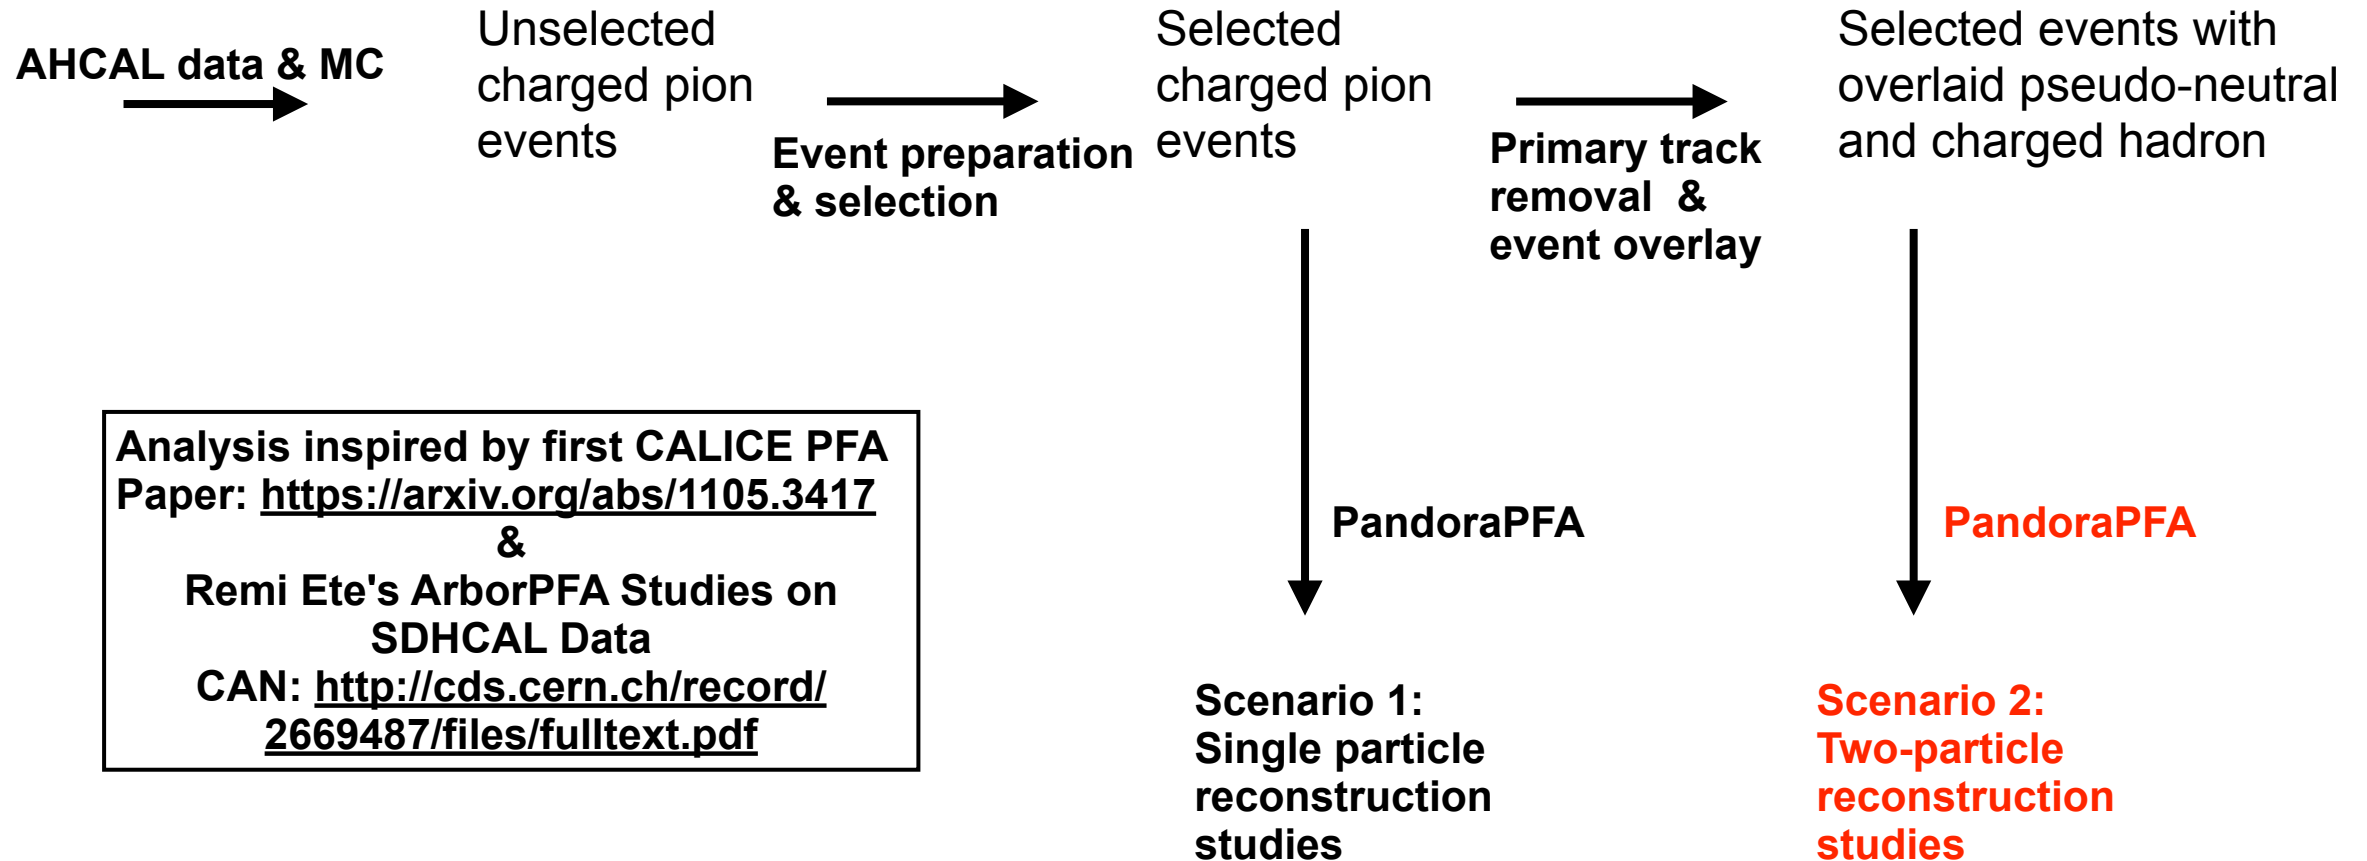 AHCAL data & MC
Unselected
charged pion
events
Event preparation
& selection
Selected
charged pion
events
Primary track
removal &
event overlay
Selected events with
overlaid pseudo-neutral
and charged hadron
Analysis inspired by first CALICE PFA
Paper: https://arxiv.org/abs/1105.3417
&
Remi Ete's ArborPFA Studies on
SDHCAL Data
CAN: http://cds.cern.ch/record/
2669487/files/fulltext.pdf
PandoraPFA
PandoraPFA
Scenario 1:
Single particle
reconstruction
studies
Scenario 2:
Two-particle
reconstruction
studies